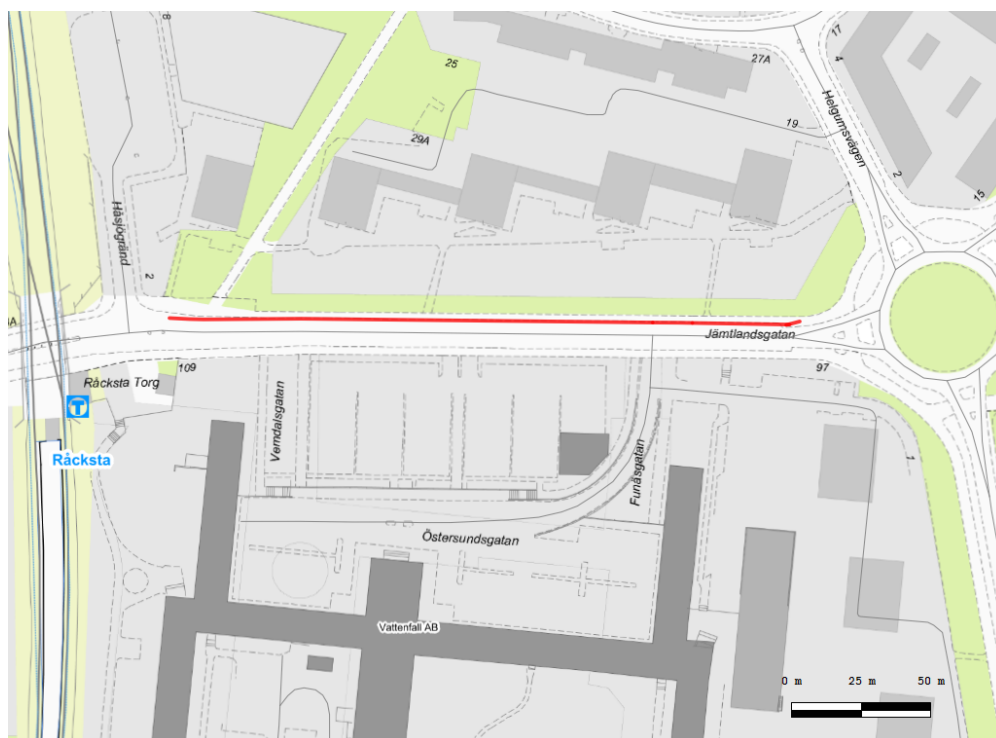 8
25
27A
17
4
Helgumsvägen
19
29A
2
15
Håsjögränd
2
Jämtlandsgatan
109
97
Råcksta Torg
T
Råcksta
Vemdalsgatan
Funäsgatan
1
Östersundsgatan
Vattenfall AB
0 m 25 m 50 m